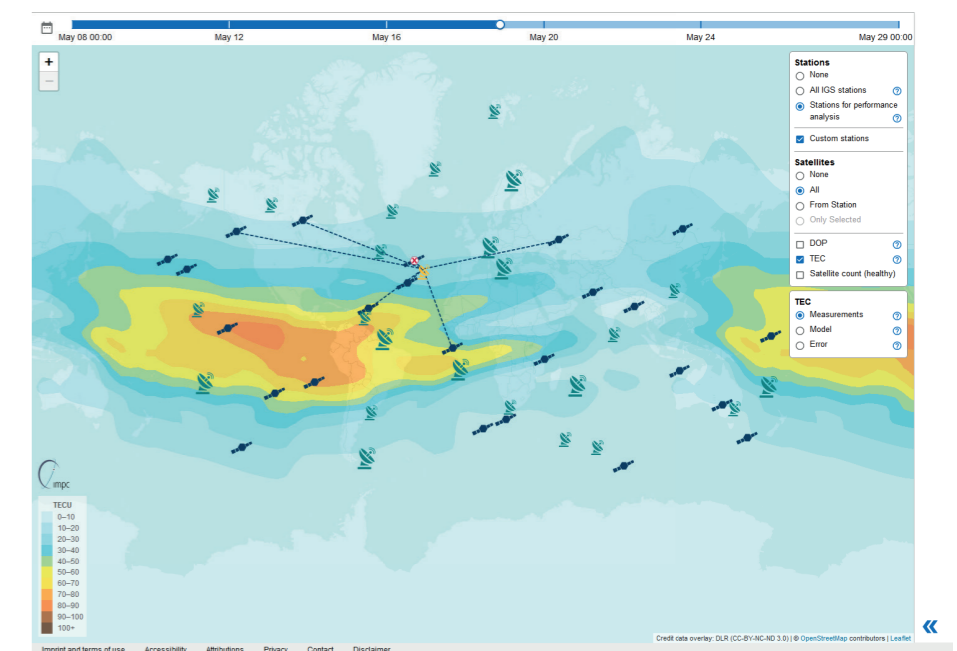 May 08 00:00 May 12 May 16 May 20 May 24 May 29 00:00
+
−
Stations
None
All IGS stations ?
Stations for performance
analysis ?
Custom stations
Satellites
None
All
From Station
Only Selected
DOP ?
TEC ?
Satellite count (healthy)
TEC
Measurements ?
Model ?
Error ?
impc
TECU
0–10
10–20
20–30
30–40
40–50
50–60
60–70
70–80
80–90
90–100
100+
Credit data overlay: DLR (CC-BY-NC-ND 3.0) | © OpenStreetMap contributors | Leaflet
Imprint and terms of use Accessibility Attributions Privacy Contact Disclaimer